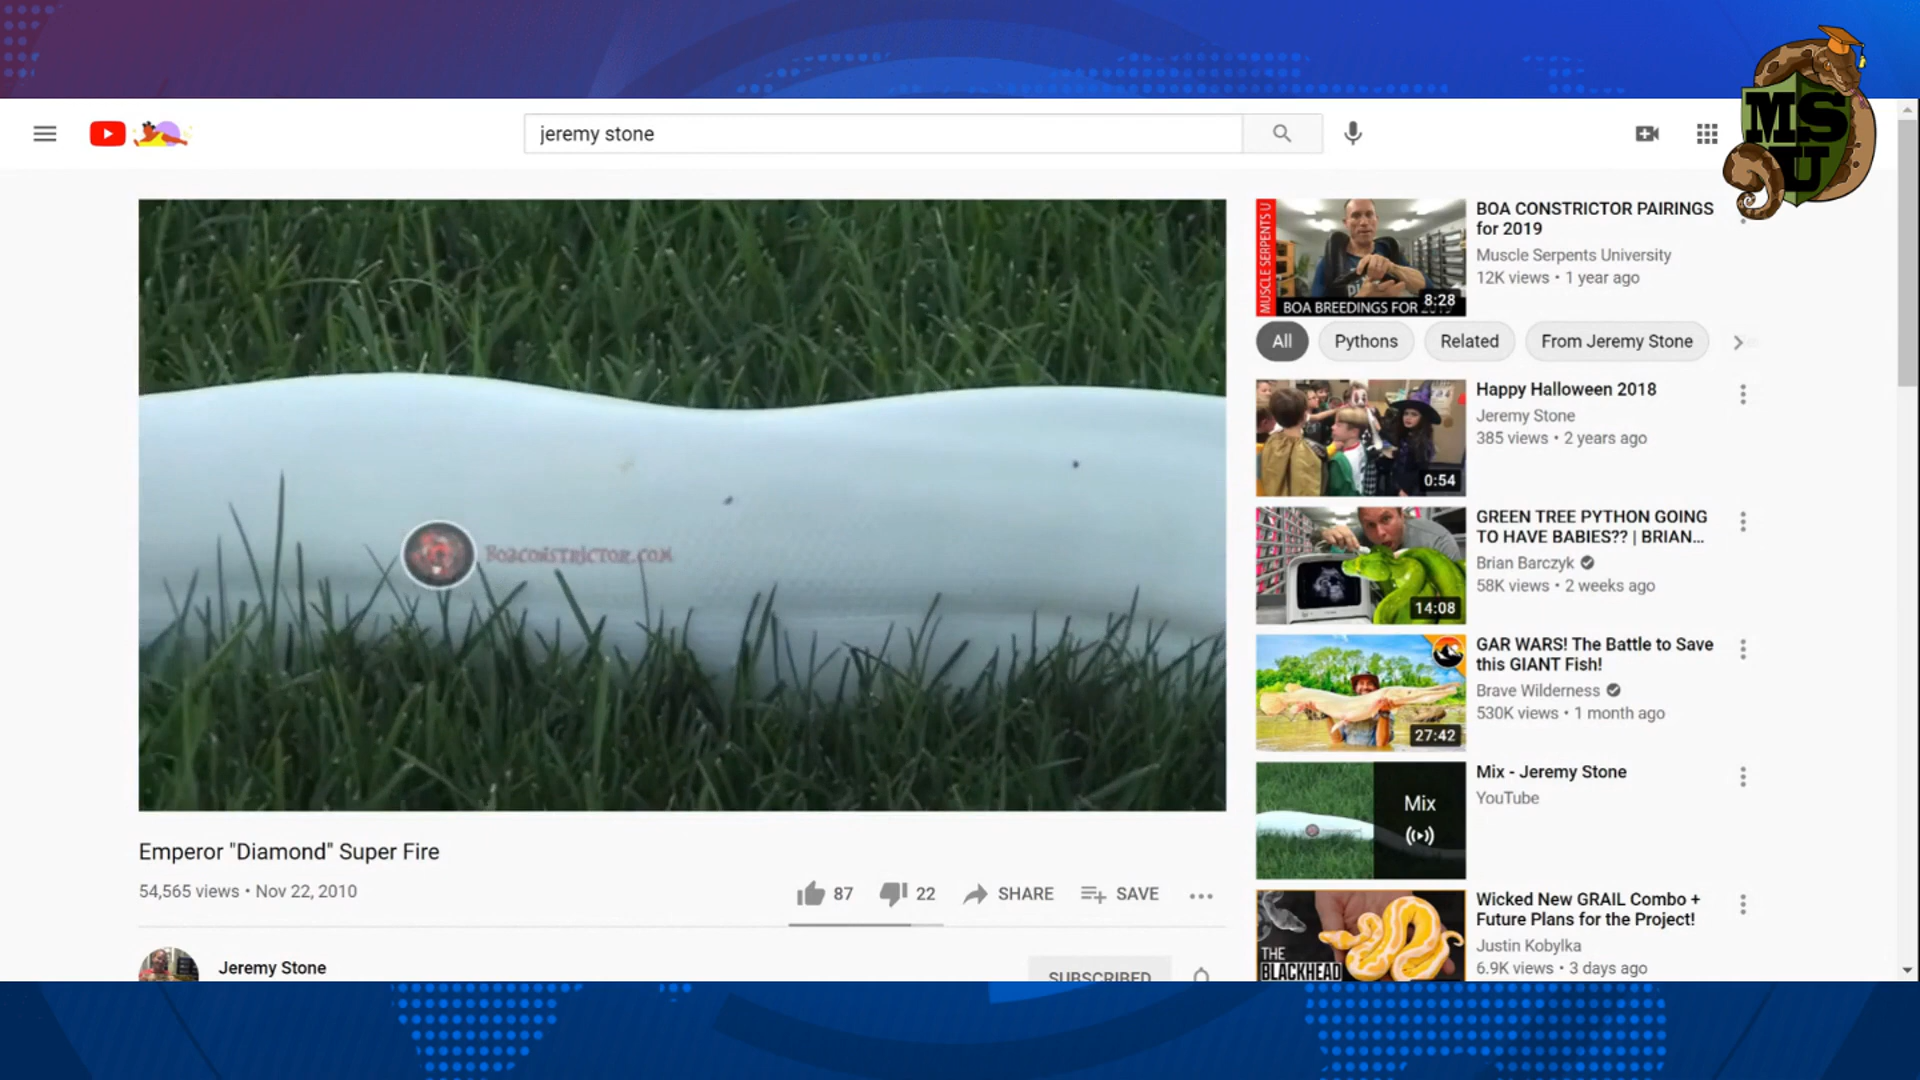 MS
U
jeremy stone
BOACONSTRICTOR.COM
Emperor "Diamond" Super Fire
54,565 views • Nov 22, 2010
87
22
SHARE
SAVE
Jeremy Stone
SUBSCRIBED
MUSCLE SERPENTS U
BOA BREEDINGS FOR 2019
8:28
BOA CONSTRICTOR PAIRINGS
for 2019
Muscle Serpents University
12K views • 1 year ago
All
Pythons
Related
From Jeremy Stone
0:54
Happy Halloween 2018
Jeremy Stone
385 views • 2 years ago
14:08
GREEN TREE PYTHON GOING
TO HAVE BABIES?? | BRIAN...
Brian Barczyk
58K views • 2 weeks ago
27:42
GAR WARS! The Battle to Save
this GIANT Fish!
Brave Wilderness
530K views • 1 month ago
Mix
Mix - Jeremy Stone
YouTube
THE
BLACKHEAD
Wicked New GRAIL Combo +
Future Plans for the Project!
Justin Kobylka
6.9K views • 3 days ago